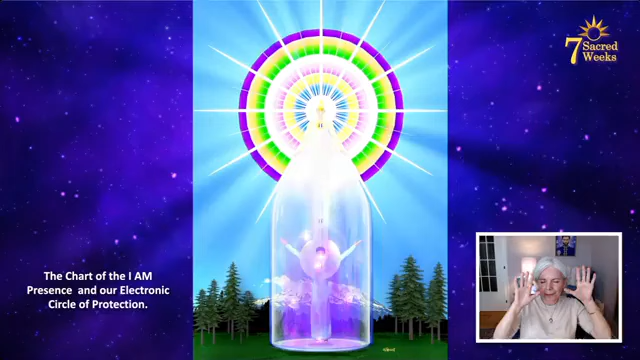 7 Sacred
Weeks
The Chart of the I AM
Presence and our Electronic
Circle of Protection.